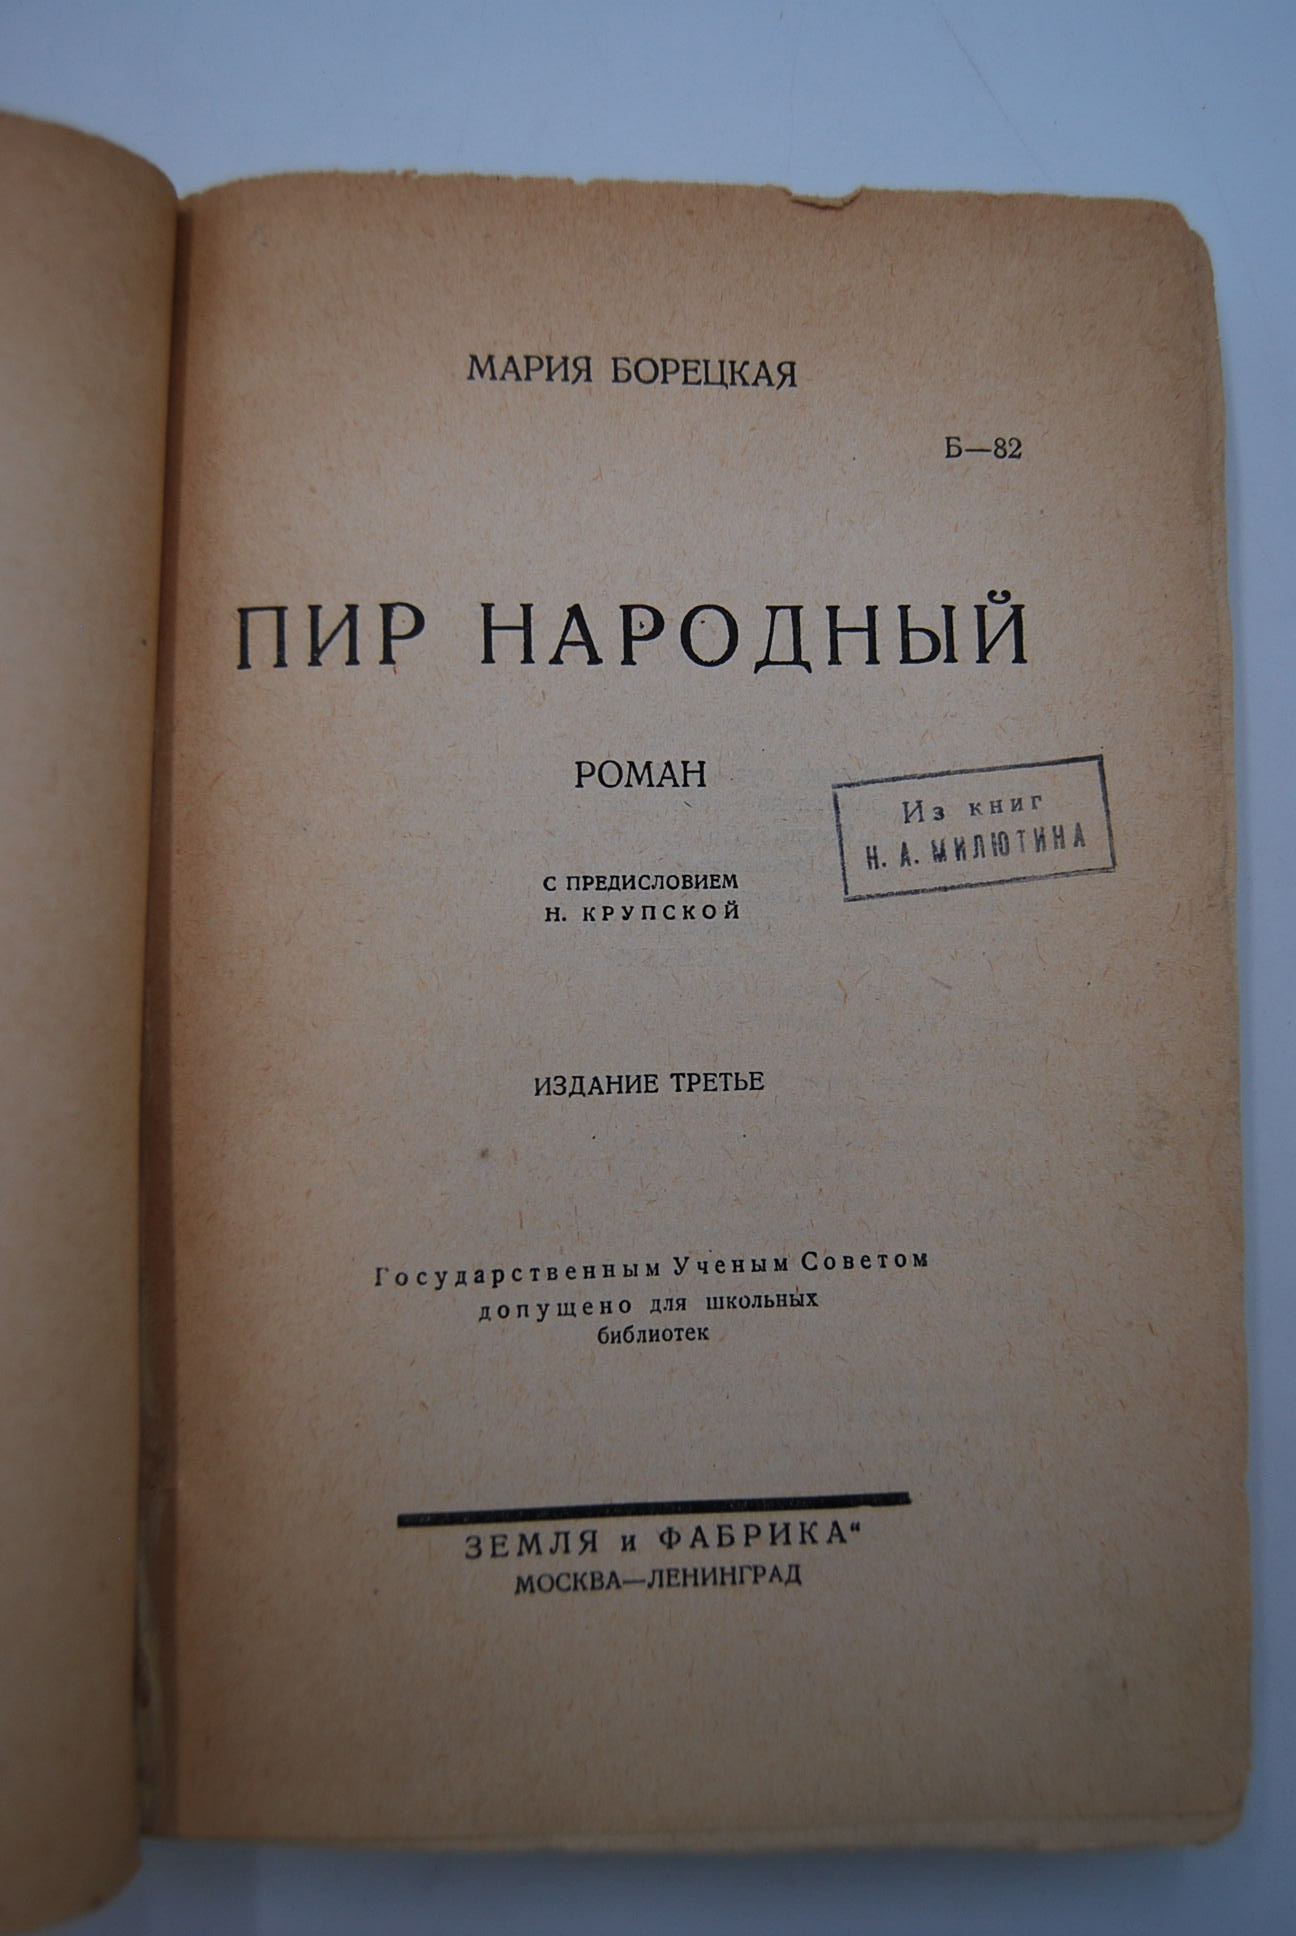 МАРИЯ БОРЕЦКАЯ
Б—82
ПИР НАРОДНЫЙ
РОМАН
Из книг
Н. А. МИЛЮТИНА
С ПРЕДИСЛОВИЕМ
Н. КРУПСКОЙ
ИЗДАНИЕ ТРЕТЬЕ
Государственным Ученым Советом
допущено для школьных
библиотек
ЗЕМЛЯ и ФАБРИКА“
МОСКВА—ЛЕНИНГРАД